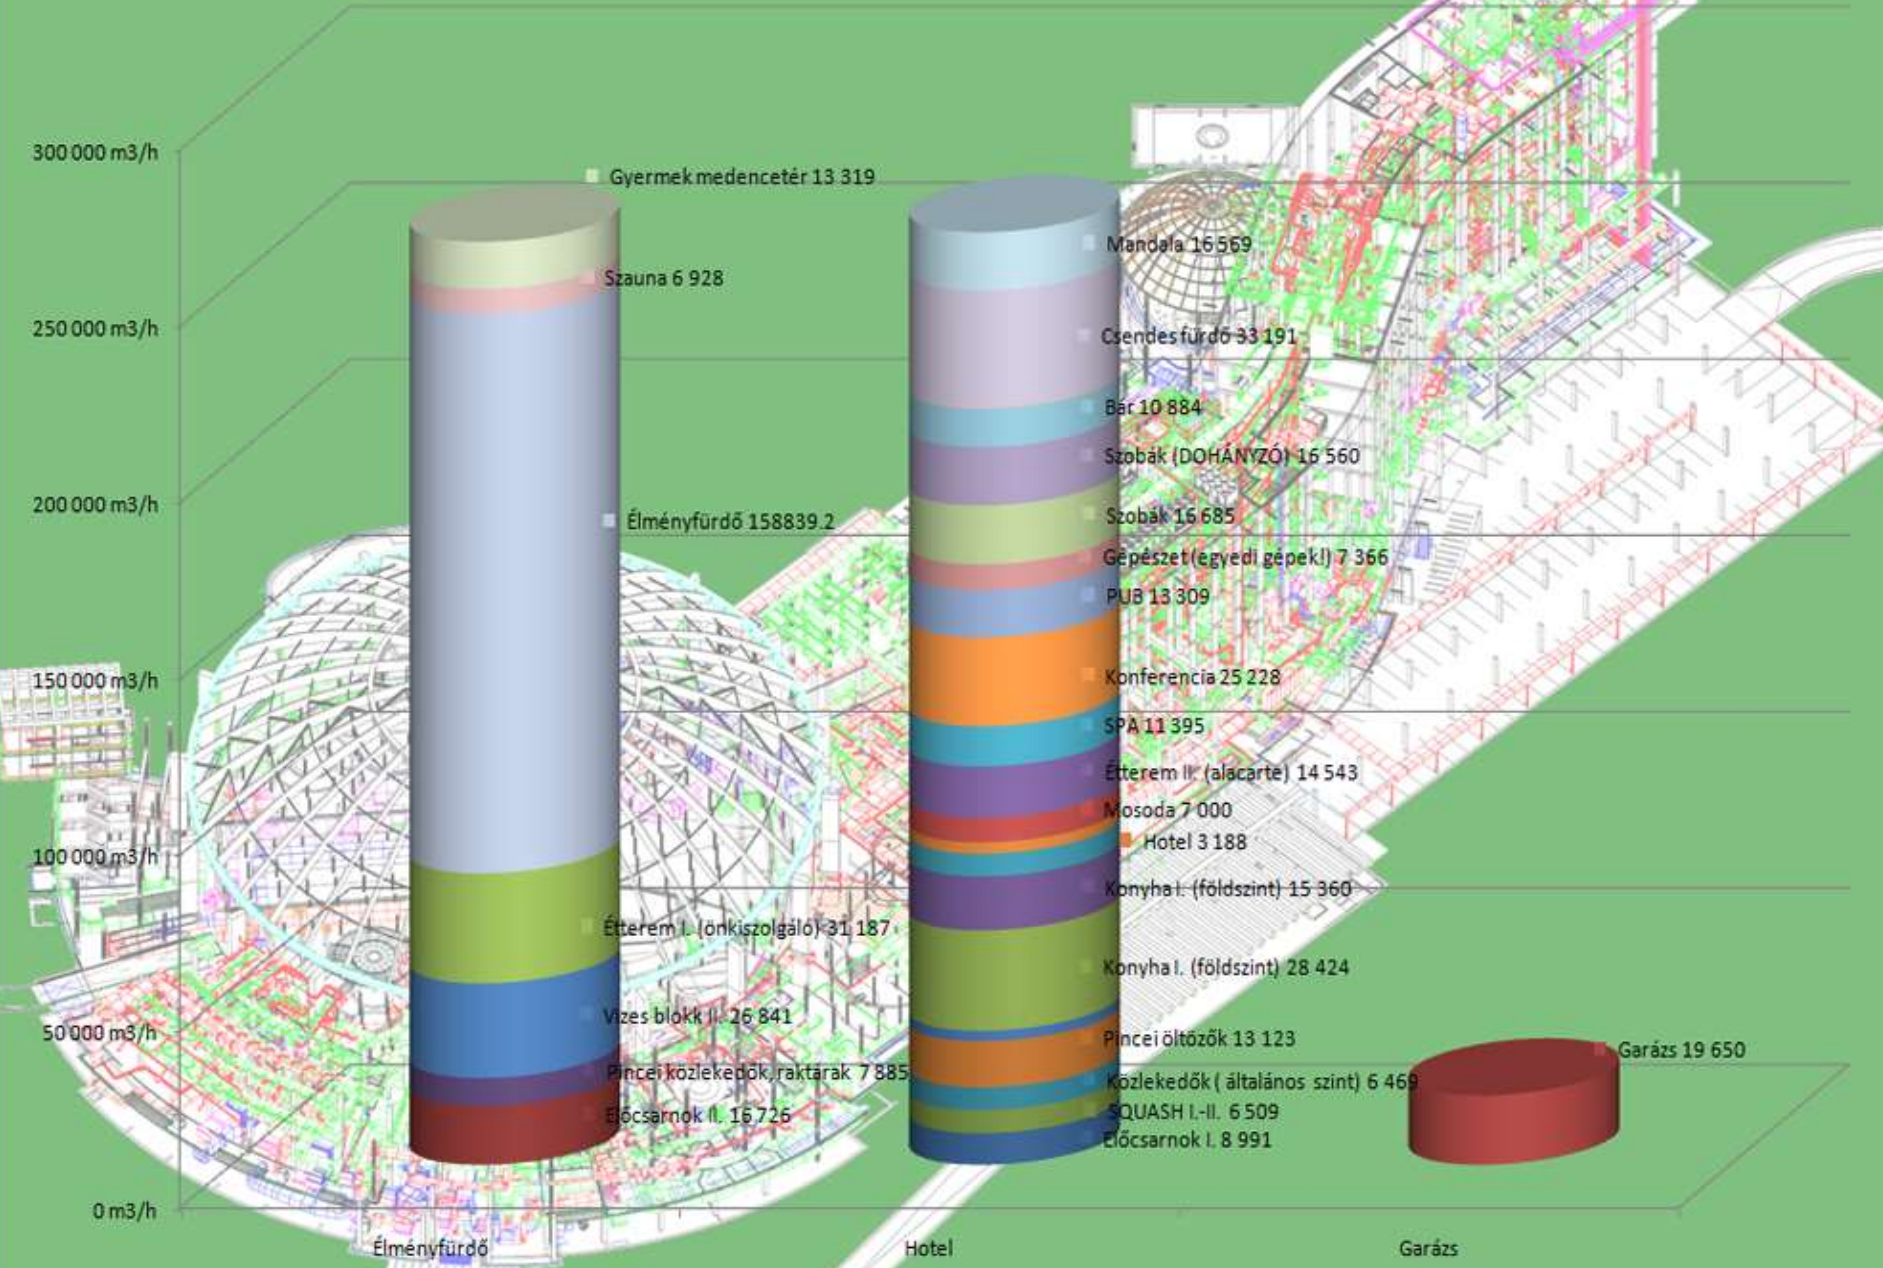 300 000 m3/h
250 000 m3/h
200 000 m3/h
150 000 m3/h
100 000 m3/h
50 000 m3/h
0 m3/h
Gyermek medencetér 13 319
Szauna 6 928
Élményfürdő 158839.2
Étterem I. (önkiszolgáló) 31 187
Vizes blokk II. 26 841
Pincei közlekedők, raktárak 7 885
Előcsarnok II. 16 726
Mandala 16 569
Csendes fürdő 33 191
Bár 10 884
Szobák (DOHÁNYZÓ) 16 560
Szobák 16 685
Gépészet (egyedi gépek!) 7 366
PUB 13 309
Konferencia 25 228
SPA 11 395
Étterem II. (alacarte) 14 543
Mosoda 7 000
Hotel 3 188
Konyha I. (földszint) 15 360
Konyha I. (földszint) 28 424
Pincei öltözők 13 123
Közlekedők ( általános szint) 6 469
SQUASH I.-II. 6 509
Előcsarnok I. 8 991
Garázs 19 650
Élményfürdő
Hotel
Garázs